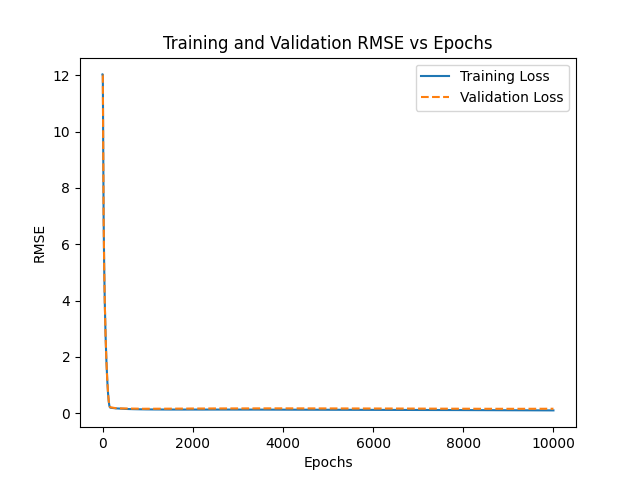 Training and Validation RMSE vs Epochs
Training Loss
Validation Loss
12
10
8
6
4
2
0
RMSE
0 2000 4000 6000 8000 10000
Epochs